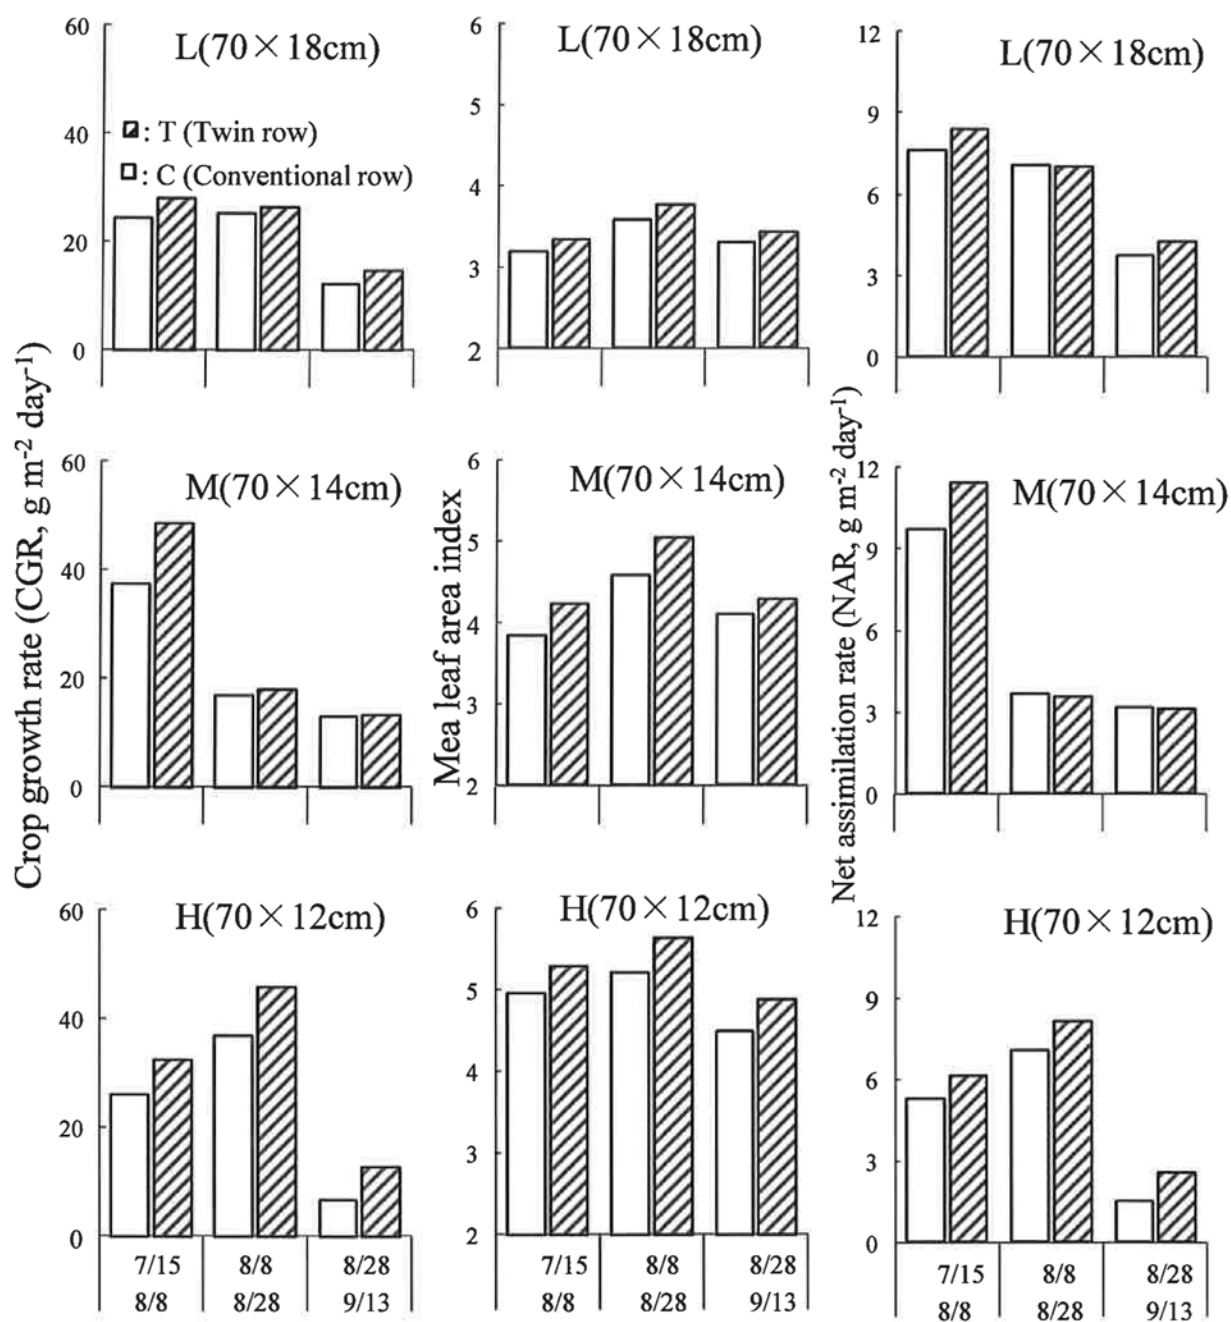 Crop growth rate (CGR, g m⁻² day⁻¹)
60
40
20
0
L(70×18cm)
: T (Twin row)
: C (Conventional row)
60
40
20
0
M(70×14cm)
60
40
20
0
H(70×12cm)
7/15 8/8 8/28
8/8 8/28 9/13
Mea leaf area index
6
5
4
3
2
L(70×18cm)
6
5
4
3
2
M(70×14cm)
6
5
4
3
2
H(70×12cm)
7/15 8/8 8/28
8/8 8/28 9/13
Net assimilation rate (NAR, g m⁻² day⁻¹)
12
9
6
3
0
L(70×18cm)
12
9
6
3
0
M(70×14cm)
12
9
6
3
0
H(70×12cm)
7/15 8/8 8/28
8/8 8/28 9/13